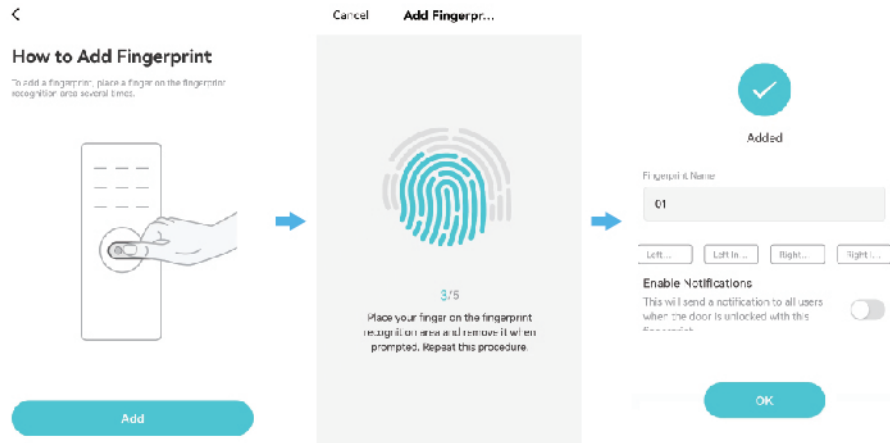 How to Add Fingerprint
To add a fingerprint, place a finger on the fingerprint
recognition area several times.
Add
Cancel Add Fingerpr...
3/5
Place your finger on the fingerprint
recognition area and remove it when
prompted. Repeat this procedure.
Added
Fingerprint Name
01
Left... Left In... Right... Right I...
Enable Notifications
This will send a notification to all users
when the door is unlocked with this
fingerprint
OK